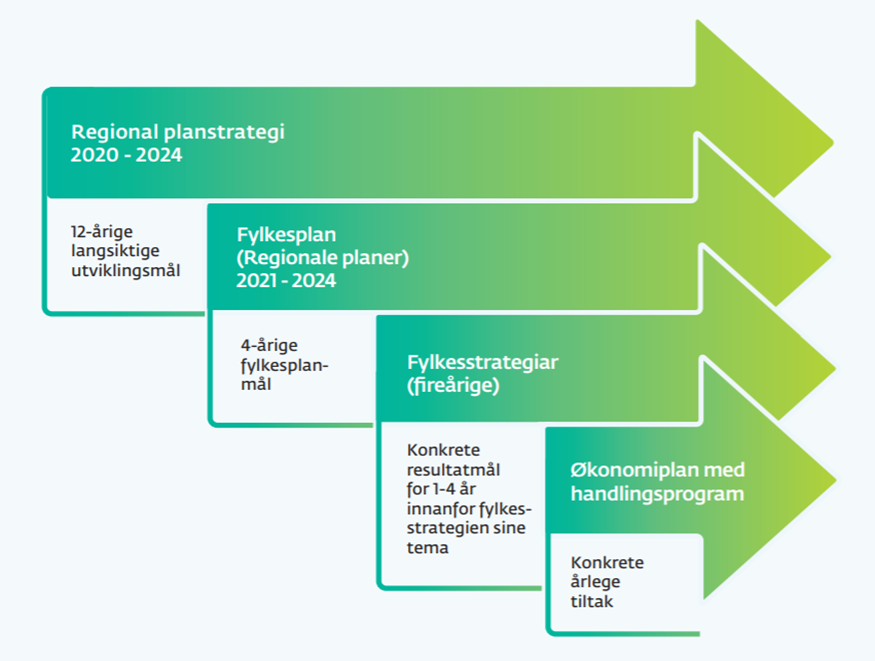 Regional planstrategi
2020 - 2024
12-årige
langsiktige
utviklingsmål
Fylkesplan
(Regionale planer)
2021 - 2024
4-årige
fylkesplan-
mål
Fylkesstrategiar
(fireårige)
Konkrete
resultatmål
for 1-4 år
innanfor fylkes-
strategien sine
tema
Økonomiplan med
handlingsprogram
Konkrete
årlege
tiltak